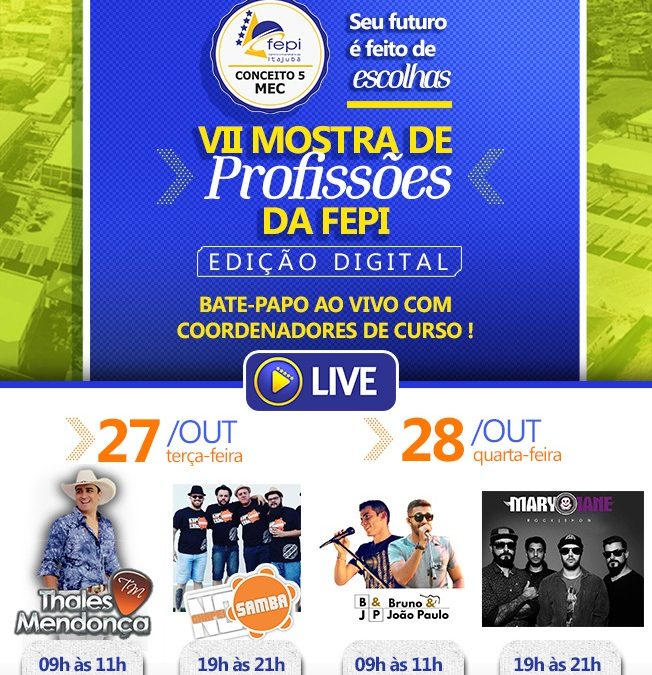 fepi
Itajubá
CONCEITO 5
MEC
Seu futuro
é feito de
escolhas
VII MOSTRA DE
Profissões
DA FEPI
EDIÇÃO DIGITAL
BATE-PAPO AO VIVO COM
COORDENADORES DE CURSO !
LIVE
27 /OUT
terça-feira
28 /OUT
quarta-feira
Thales
Mendonça
TM
SAMBA
B & J P
Bruno &
João Paulo
MARY JANE
09h às 11h
19h às 21h
09h às 11h
19h às 21h